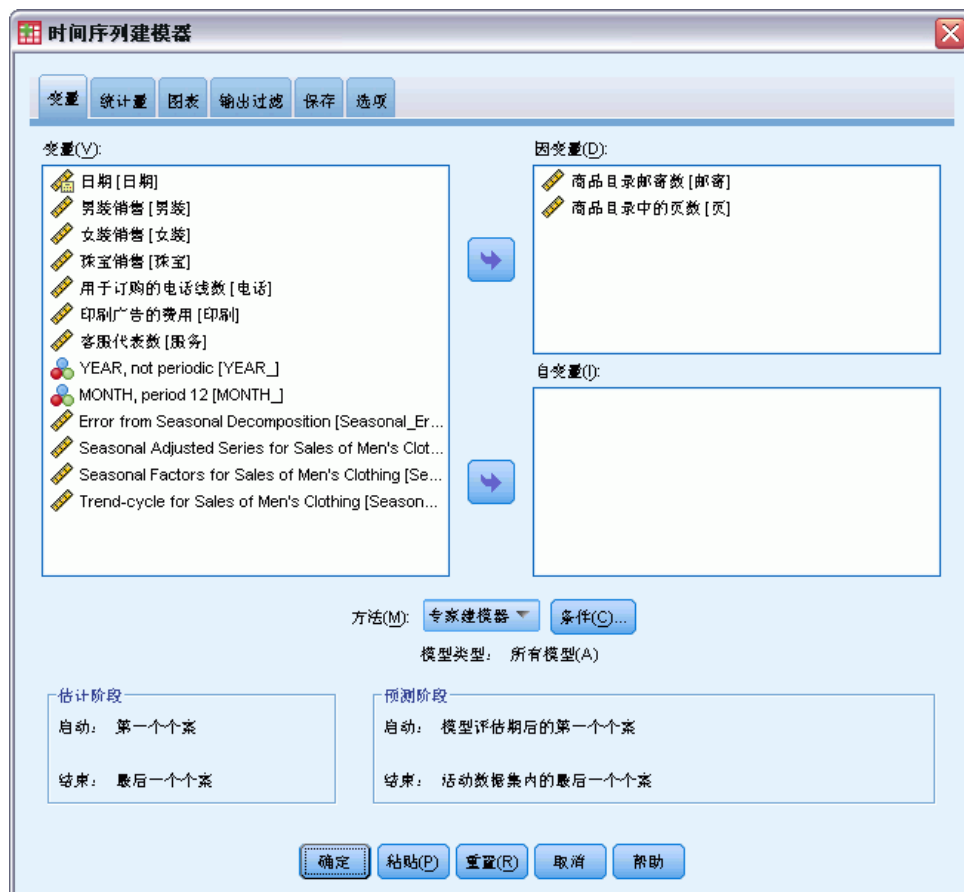 时间序列建模器
变量 统计量 图表 输出过滤 保存 选项
变量(V):
日期 [日期]
男装销售 [男装]
女装销售 [女装]
珠宝销售 [珠宝]
用于订购的电话线数 [电话]
印刷广告的费用 [印刷]
客服代表数 [服务]
YEAR, not periodic [YEAR_]
MONTH, period 12 [MONTH_]
Error from Seasonal Decomposition [Seasonal_Er...
Seasonal Adjusted Series for Sales of Men's Clot...
Seasonal Factors for Sales of Men's Clothing [Se...
Trend-cycle for Sales of Men's Clothing [Season...
因变量(D):
商品目录邮寄数 [邮寄]
商品目录中的页数 [页]
自变量(I):
方法(M): 专家建模器 条件(C)...
模型类型: 所有模型(A)
估计阶段
启动: 第一个个案
结束: 最后一个个案
预测阶段
启动: 模型评估期后的第一个个案
结束: 活动数据集内的最后一个个案
确定 粘贴(P) 重置(R) 取消 帮助